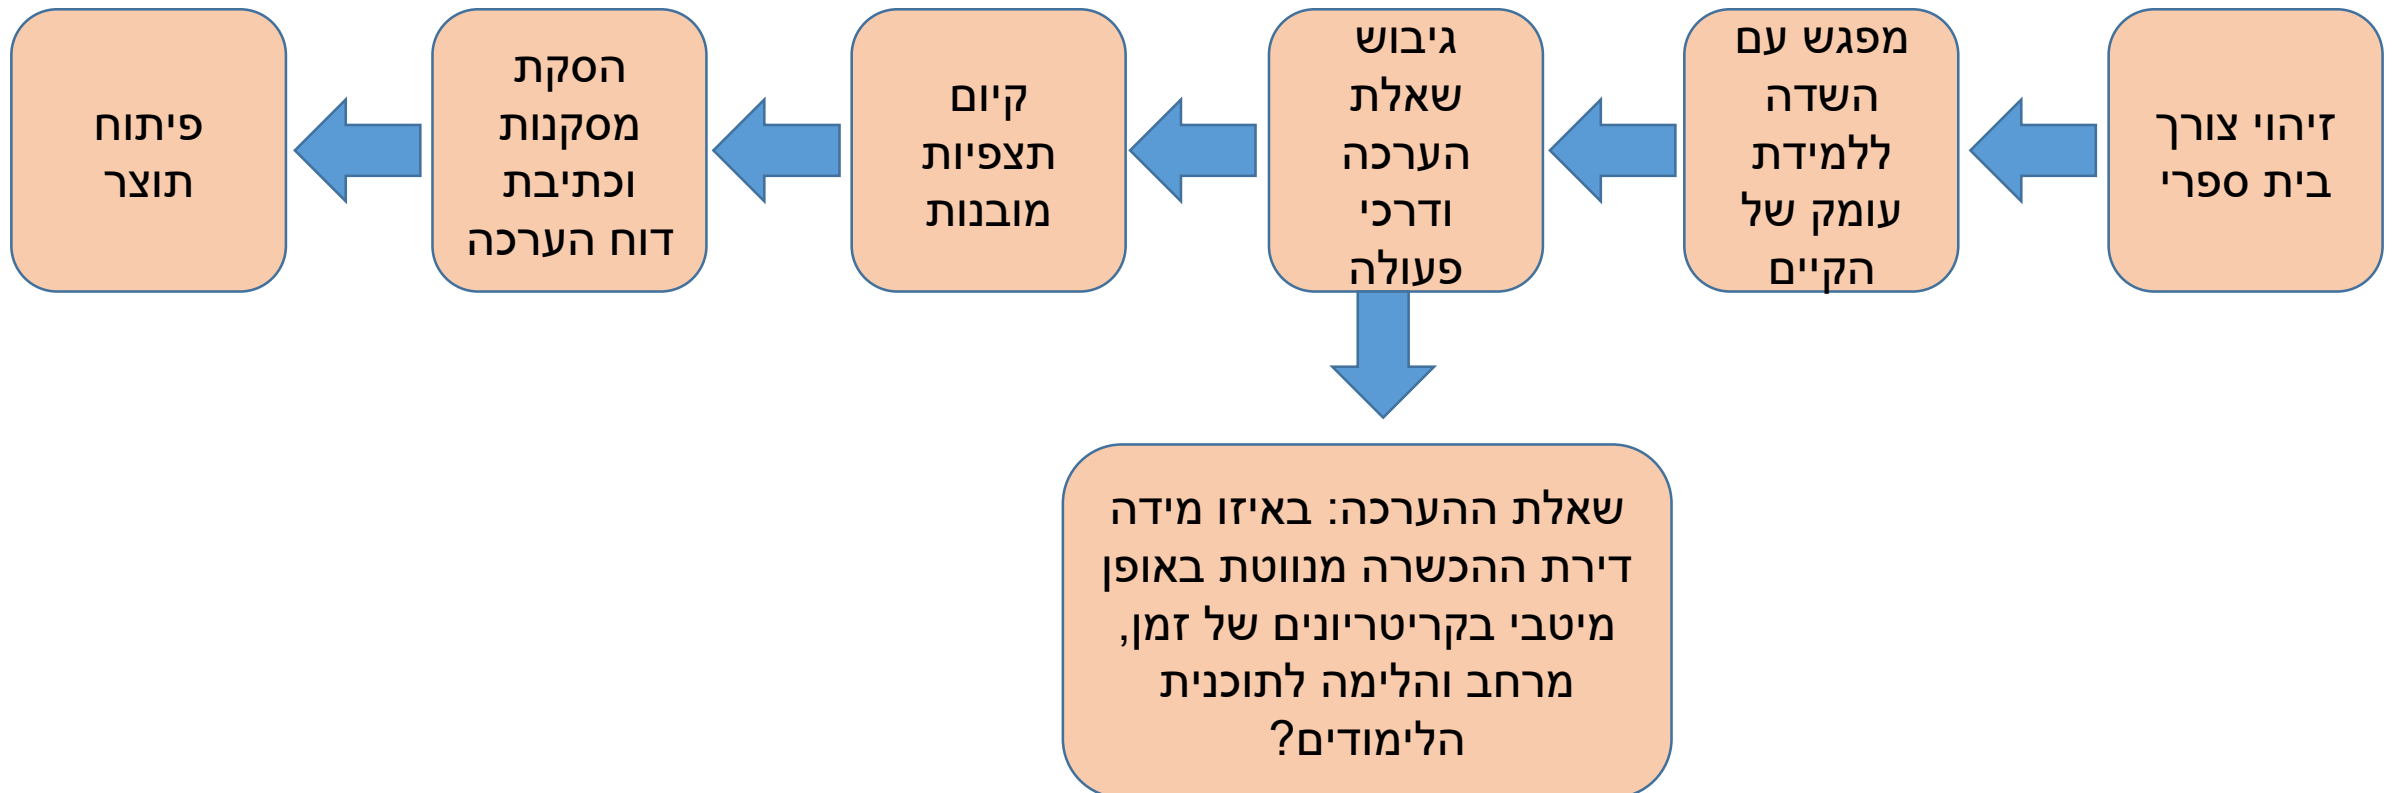 זיהוי צורך
בית ספרי
מפגש עם
השדה
ללמידת
עומק של
הקיים
גיבוש
שאלת
הערכה
ודרכי
פעולה
קיום
תצפיות
מובנות
הסקת
מסקנות
וכתיבת
דוח הערכה
פיתוח
תוצר
שאלת ההערכה: באיזו מידה
דירת ההכשרה מנווטת באופן
מיטבי בקריטריונים של זמן,
מרחב והלימה לתוכנית
הלימודים?